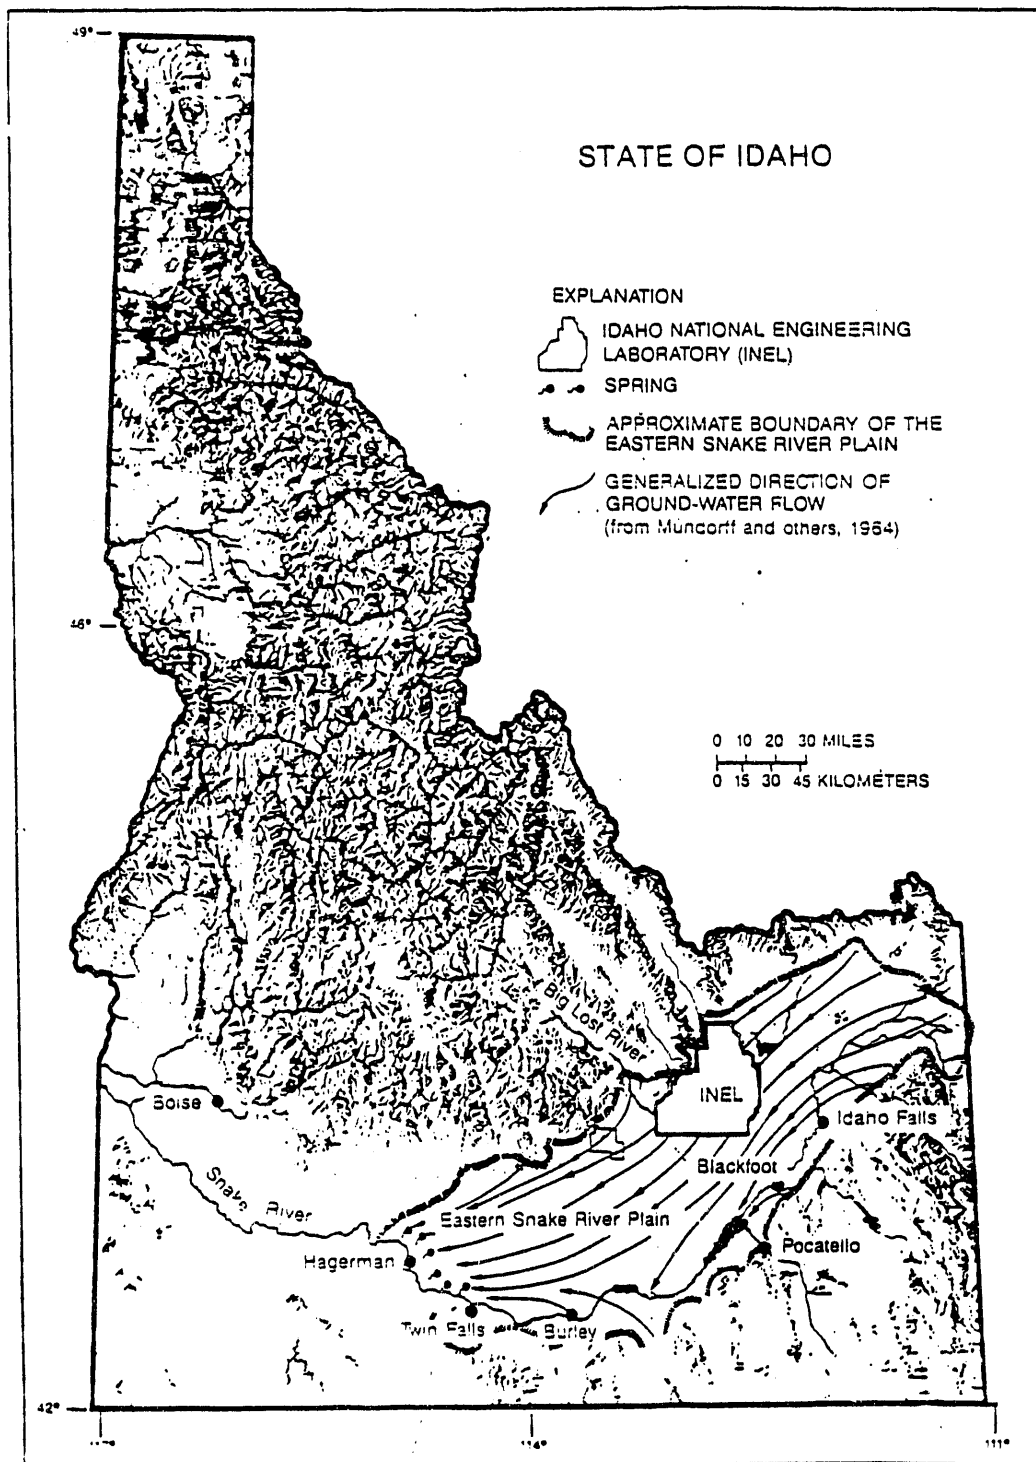 49°
STATE OF IDAHO
EXPLANATION
IDAHO NATIONAL ENGINEERING
LABORATORY (INEL)
SPRING
APPROXIMATE BOUNDARY OF THE
EASTERN SNAKE RIVER PLAIN
GENERALIZED DIRECTION OF
GROUND-WATER FLOW
(from Mundorff and others, 1964)
46°
0 10 20 30 MILES
0 15 30 45 KILOMETERS
Big Lost River
INEL
Boise
Idaho Falls
Blackfoot
Snake River
Eastern Snake River Plain
Pocatello
Hagerman
Twin Falls
Burley
42°
117°
114°
111°